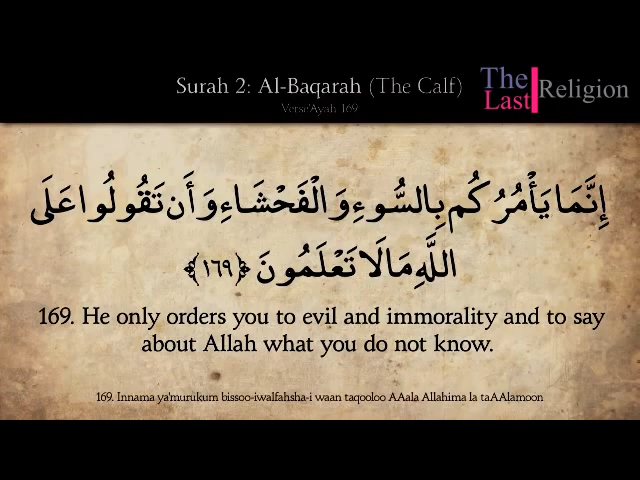 Surah 2: Al-Baqarah (The Calf)
Verse'Ayah 169
The
Last
Religion
إِنَّمَا يَأْمُرُكُم بِالسُّوءِ وَالْفَحْشَاءِ وَأَن تَقُولُوا عَلَى
اللَّهِ مَا لَا تَعْلَمُونَ ﴿١٦٩﴾
169. He only orders you to evil and immorality and to say
about Allah what you do not know.
169. Innama ya'murukum bissoo-iwalfahsha-i waan taqooloo AAala Allahima la taAAlamoon